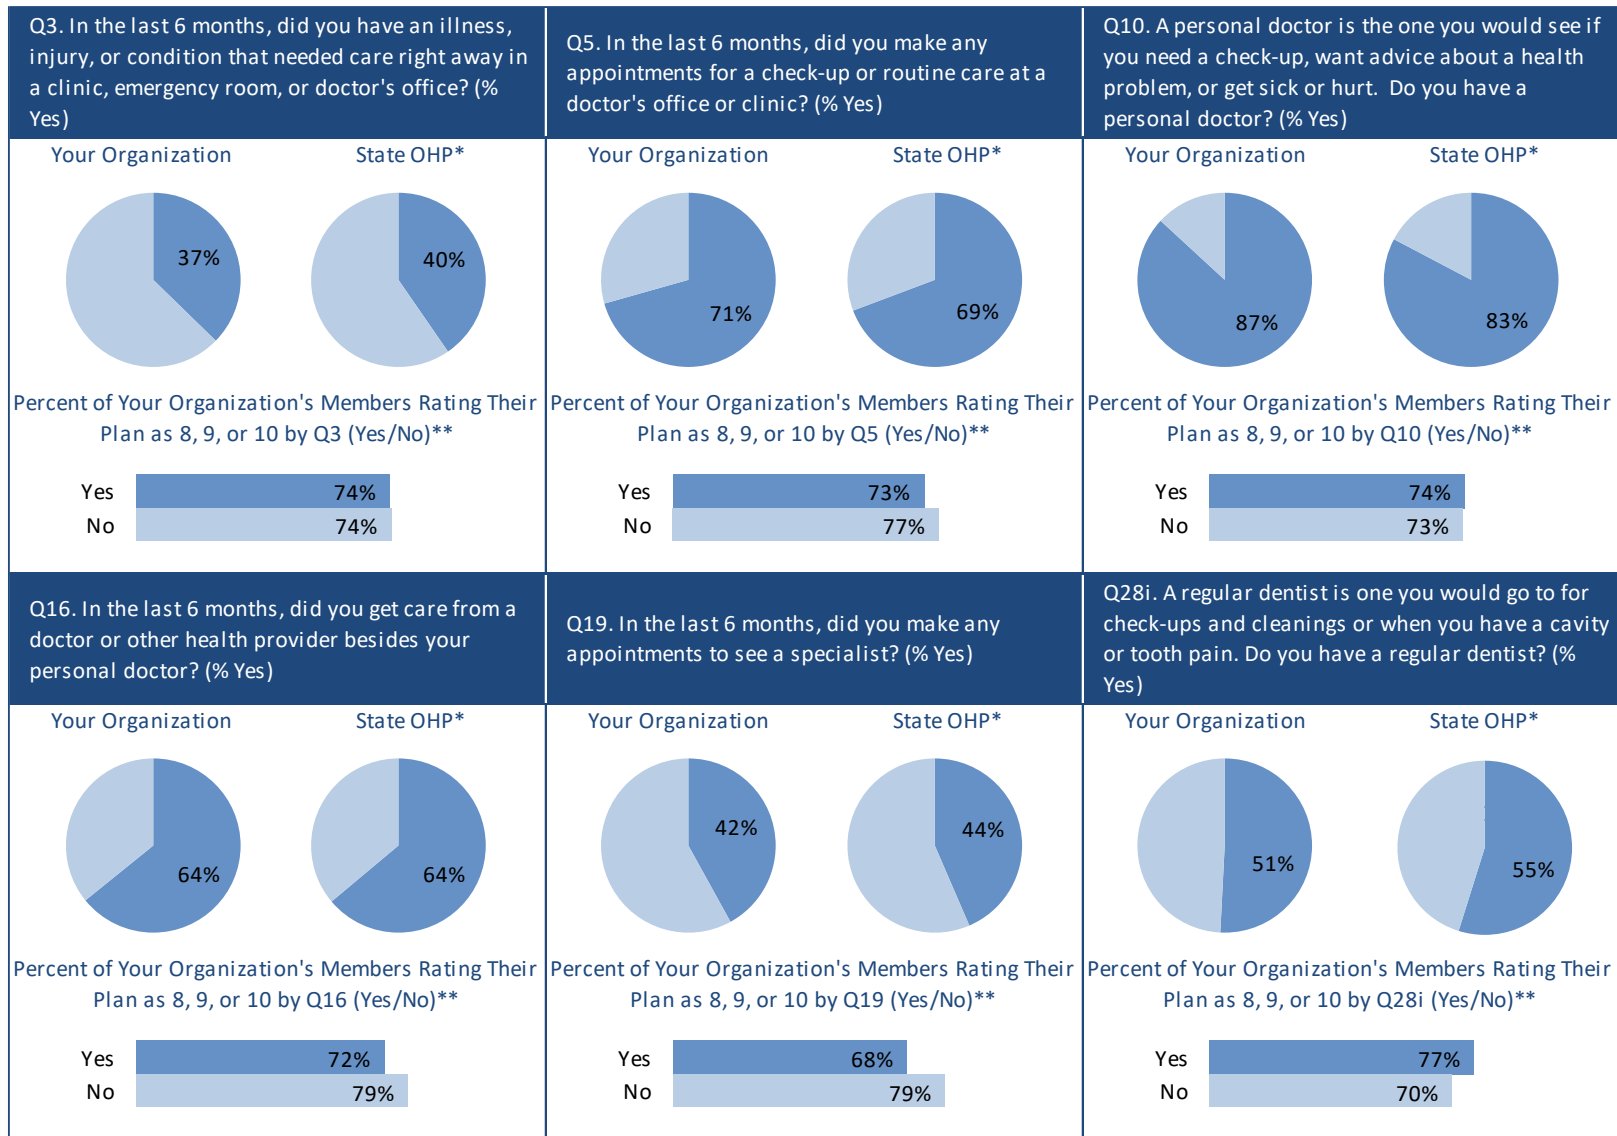 Q3. In the last 6 months, did you have an illness,
injury, or condition that needed care right away in
a clinic, emergency room, or doctor's office? (%
Yes)
Q5. In the last 6 months, did you make any
appointments for a check-up or routine care at a
doctor's office or clinic? (% Yes)
Q10. A personal doctor is the one you would see if
you need a check-up, want advice about a health
problem, or get sick or hurt.  Do you have a
personal doctor? (% Yes)
Your Organization
State OHP*
37%
40%
Your Organization
State OHP*
71%
69%
Your Organization
State OHP*
87%
83%
Percent of Your Organization's Members Rating Their
Plan as 8, 9, or 10 by Q3 (Yes/No)**
Yes 74%
No 74%
Percent of Your Organization's Members Rating Their
Plan as 8, 9, or 10 by Q5 (Yes/No)**
Yes 73%
No 77%
Percent of Your Organization's Members Rating Their
Plan as 8, 9, or 10 by Q10 (Yes/No)**
Yes 74%
No 73%
Q16. In the last 6 months, did you get care from a
doctor or other health provider besides your
personal doctor? (% Yes)
Q19. In the last 6 months, did you make any
appointments to see a specialist? (% Yes)
Q28i. A regular dentist is one you would go to for
check-ups and cleanings or when you have a cavity
or tooth pain. Do you have a regular dentist? (%
Yes)
Your Organization
State OHP*
64%
64%
Your Organization
State OHP*
42%
44%
Your Organization
State OHP*
51%
55%
Percent of Your Organization's Members Rating Their
Plan as 8, 9, or 10 by Q16 (Yes/No)**
Yes 72%
No 79%
Percent of Your Organization's Members Rating Their
Plan as 8, 9, or 10 by Q19 (Yes/No)**
Yes 68%
No 79%
Percent of Your Organization's Members Rating Their
Plan as 8, 9, or 10 by Q28i (Yes/No)**
Yes 77%
No 70%